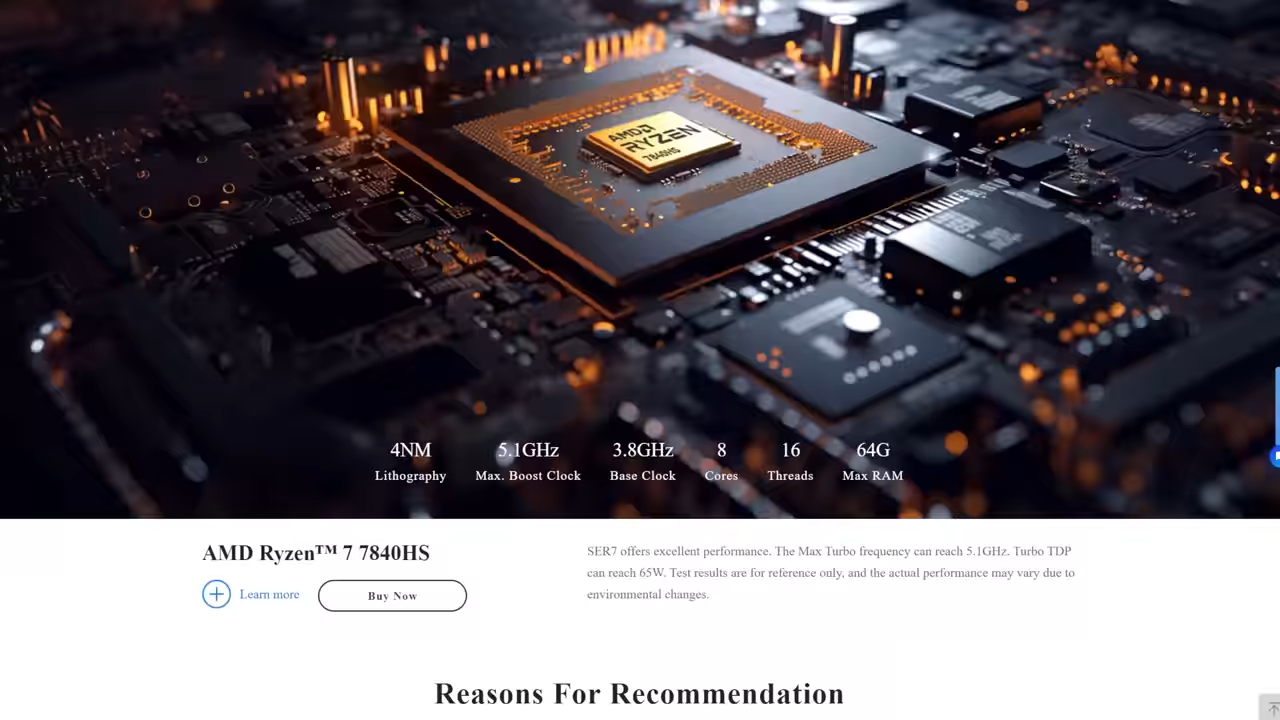 AMD
RYZEN
7840HS
4NM
Lithography
5.1GHz
Max. Boost Clock
3.8GHz
Base Clock
8
Cores
16
Threads
64G
Max RAM
AMD Ryzen™ 7 7840HS
Learn more
Buy Now
SER7 offers excellent performance. The Max Turbo frequency can reach 5.1GHz. Turbo TDP
can reach 65W. Test results are for reference only, and the actual performance may vary due to
environmental changes.
Reasons For Recommendation